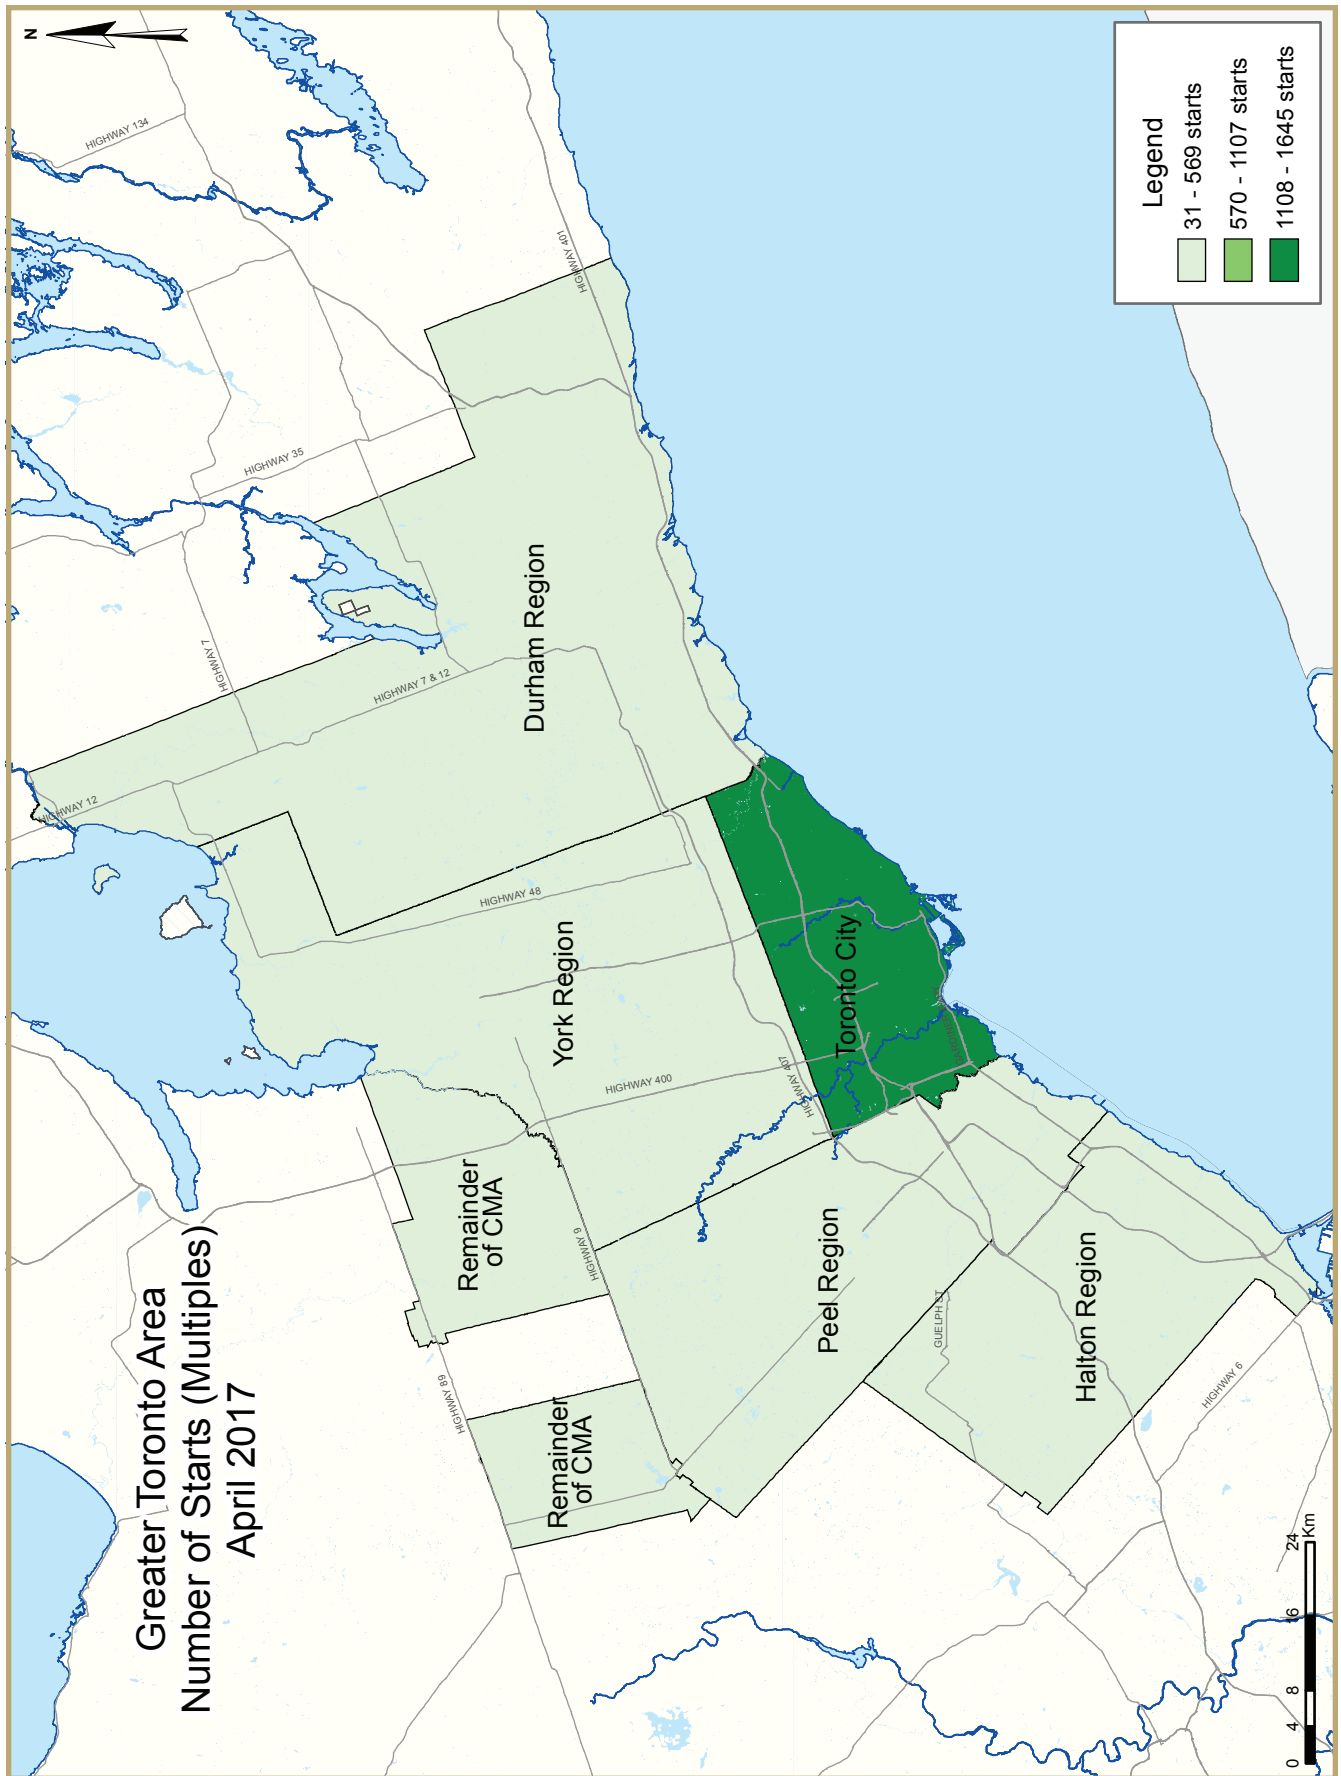 Greater Toronto Area
Number of Starts (Multiples)
April 2017
N
HIGHWAY 134
HIGHWAY 401
HIGHWAY 35
HIGHWAY 7
HIGHWAY 7 & 12
HIGHWAY 12
Durham Region
HIGHWAY 48
York Region
HIGHWAY 400
HIGHWAY 407
Toronto City
GARDINER
Remainder
of CMA
HIGHWAY 9
HIGHWAY 89
Remainder
of CMA
Peel Region
GUELPH ST
Halton Region
HIGHWAY 6
Legend
31 - 569 starts
570 - 1107 starts
1108 - 1645 starts
0 4 8 16 24
Km